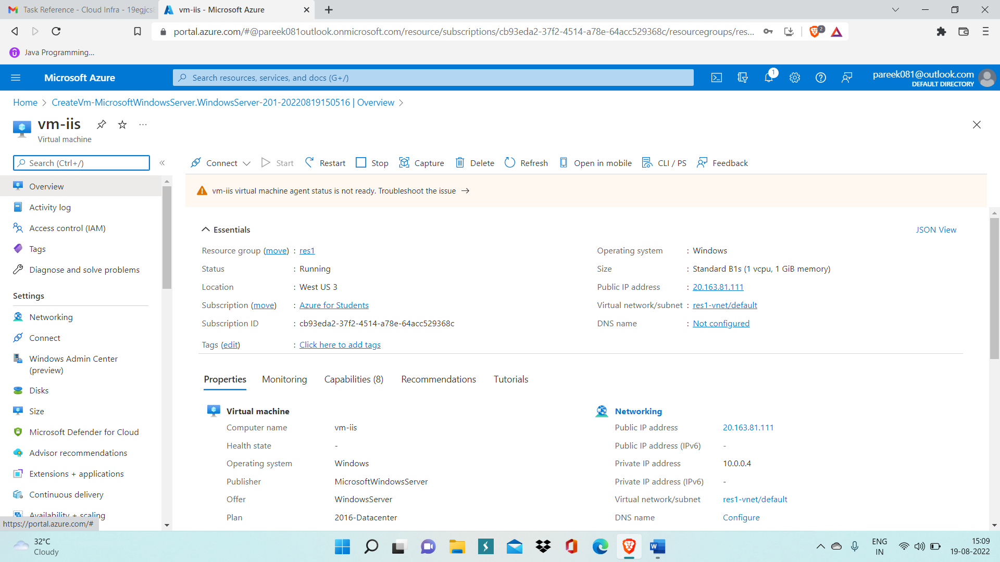 Task Reference - Cloud Infra - 19egjcs
vm-iis - Microsoft Azure
portal.azure.com/#@pareek081outlook.onmicrosoft.com/resource/subscriptions/cb93eda2-37f2-4514-a78e-64acc529368c/resourcegroups/res...
2
Java Programming...
Microsoft Azure
Search resources, services, and docs (G+/)
1
pareek081@outlook.com
DEFAULT DIRECTORY
Home > CreateVm-MicrosoftWindowsServer.WindowsServer-201-20220819150516 | Overview >
vm-iis
Virtual machine
Search (Ctrl+/)
Connect Start Restart Stop Capture Delete Refresh Open in mobile CLI / PS Feedback
vm-iis virtual machine agent status is not ready. Troubleshoot the issue →
Overview
Activity log
Access control (IAM)
Tags
Diagnose and solve problems
Settings
Networking
Connect
Windows Admin Center
(preview)
Disks
Size
Microsoft Defender for Cloud
Advisor recommendations
Extensions + applications
Continuous delivery
Availability + scaling
https://portal.azure.com/#
Essentials
JSON View
Resource group (move) : res1
Status : Running
Location : West US 3
Subscription (move) : Azure for Students
Subscription ID : cb93eda2-37f2-4514-a78e-64acc529368c
Tags (edit) : Click here to add tags
Operating system : Windows
Size : Standard B1s (1 vcpu, 1 GiB memory)
Public IP address : 20.163.81.111
Virtual network/subnet : res1-vnet/default
DNS name : Not configured
Properties Monitoring Capabilities (8) Recommendations Tutorials
Virtual machine
Computer name vm-iis
Health state -
Operating system Windows
Publisher MicrosoftWindowsServer
Offer WindowsServer
Plan 2016-Datacenter
Networking
Public IP address 20.163.81.111
Public IP address (IPv6) -
Private IP address 10.0.0.4
Private IP address (IPv6) -
Virtual network/subnet res1-vnet/default
DNS name Configure
32°C
Cloudy
ENG
IN
15:09
19-08-2022